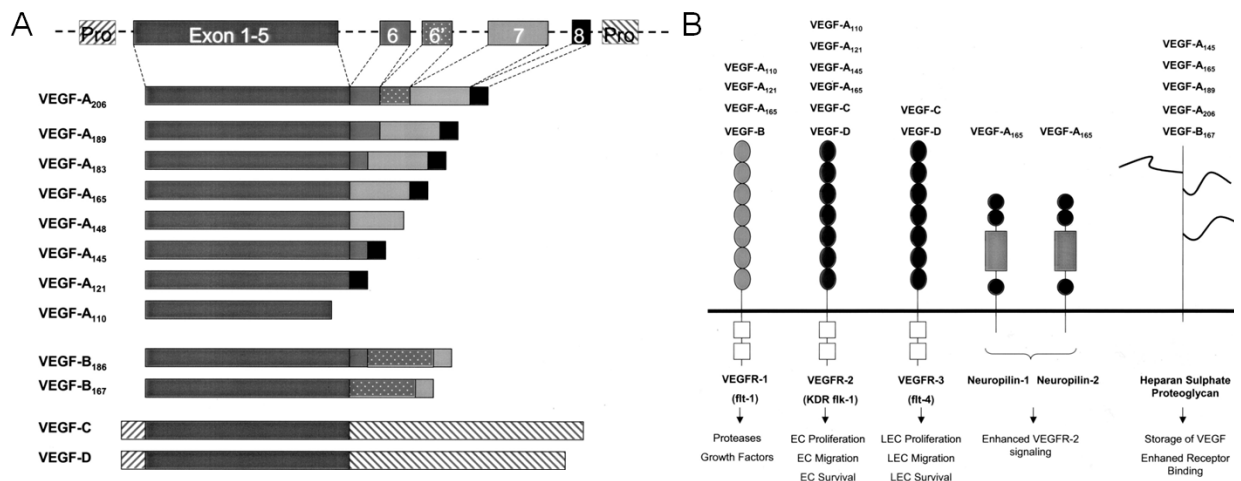 A
Pro
Exon 1-5
6
6'
7
8
Pro
VEGF-A206
VEGF-A189
VEGF-A183
VEGF-A165
VEGF-A148
VEGF-A145
VEGF-A121
VEGF-A110
VEGF-B186
VEGF-B167
VEGF-C
VEGF-D
B
VEGF-A110
VEGF-A121
VEGF-A165
VEGF-B
VEGF-A110
VEGF-A121
VEGF-A145
VEGF-A165
VEGF-C
VEGF-D
VEGF-C
VEGF-D
VEGF-A165
VEGF-A165
VEGF-A145
VEGF-A165
VEGF-A189
VEGF-A206
VEGF-B167
VEGFR-1
(flt-1)
Proteases
Growth Factors
VEGFR-2
(KDR flk-1)
EC Proliferation
EC Migration
EC Survival
VEGFR-3
(flt-4)
LEC Proliferation
LEC Migration
LEC Survival
Neuropilin-1
Neuropilin-2
Enhanced VEGFR-2
signaling
Heparan Sulphate
Proteoglycan
Storage of VEGF
Enhaned Receptor
Binding